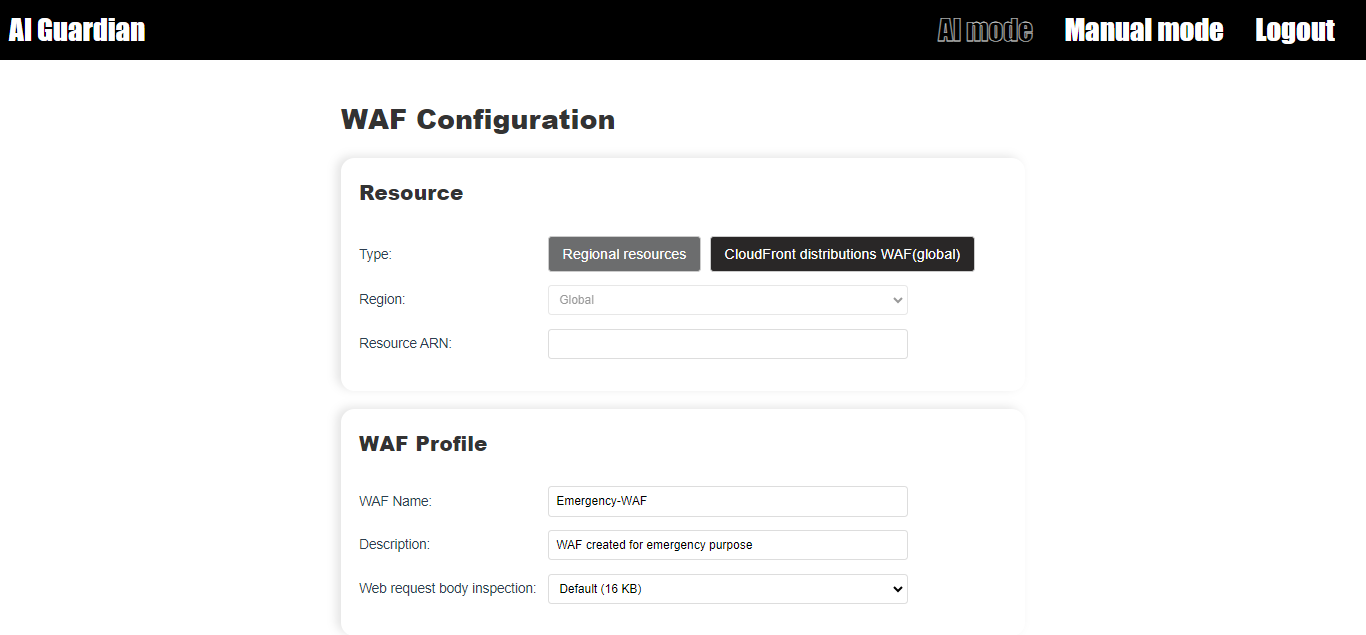 AI Guardian AI mode Manual mode Logout
WAF Configuration
Resource
Type: Regional resources CloudFront distributions WAF(global)
Region: Global
Resource ARN:
WAF Profile
WAF Name: Emergency-WAF
Description: WAF created for emergency purpose
Web request body inspection: Default (16 KB)